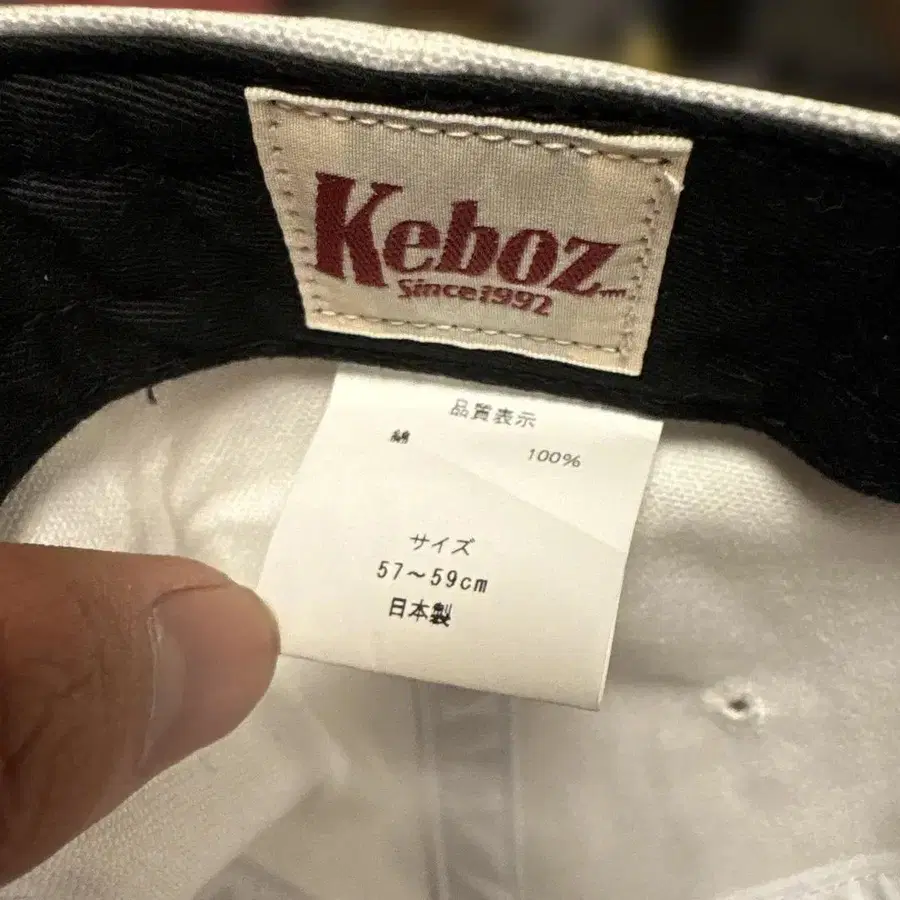 Keboz
Since1992
品質表示
綿 100%
サイズ
57～59cm
日本製